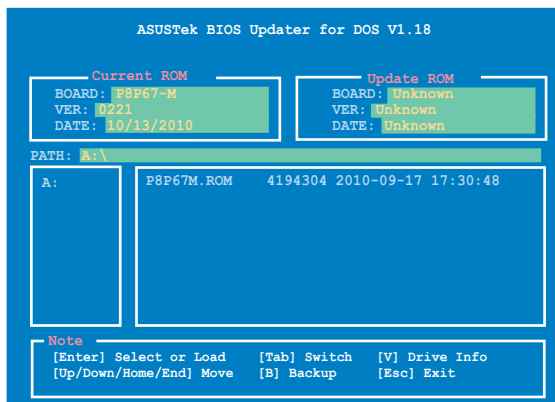 ASUSTek BIOS Updater for DOS V1.18
Current ROM
BOARD: P8P67-M
VER: 0221
DATE: 10/13/2010
Update ROM
BOARD: Unknown
VER: Unknown
DATE: Unknown
PATH: A:\
A:
P8P67M.ROM 4194304 2010-09-17 17:30:48
Note
[Enter] Select or Load [Tab] Switch [V] Drive Info
[Up/Down/Home/End] Move [B] Backup [Esc] Exit